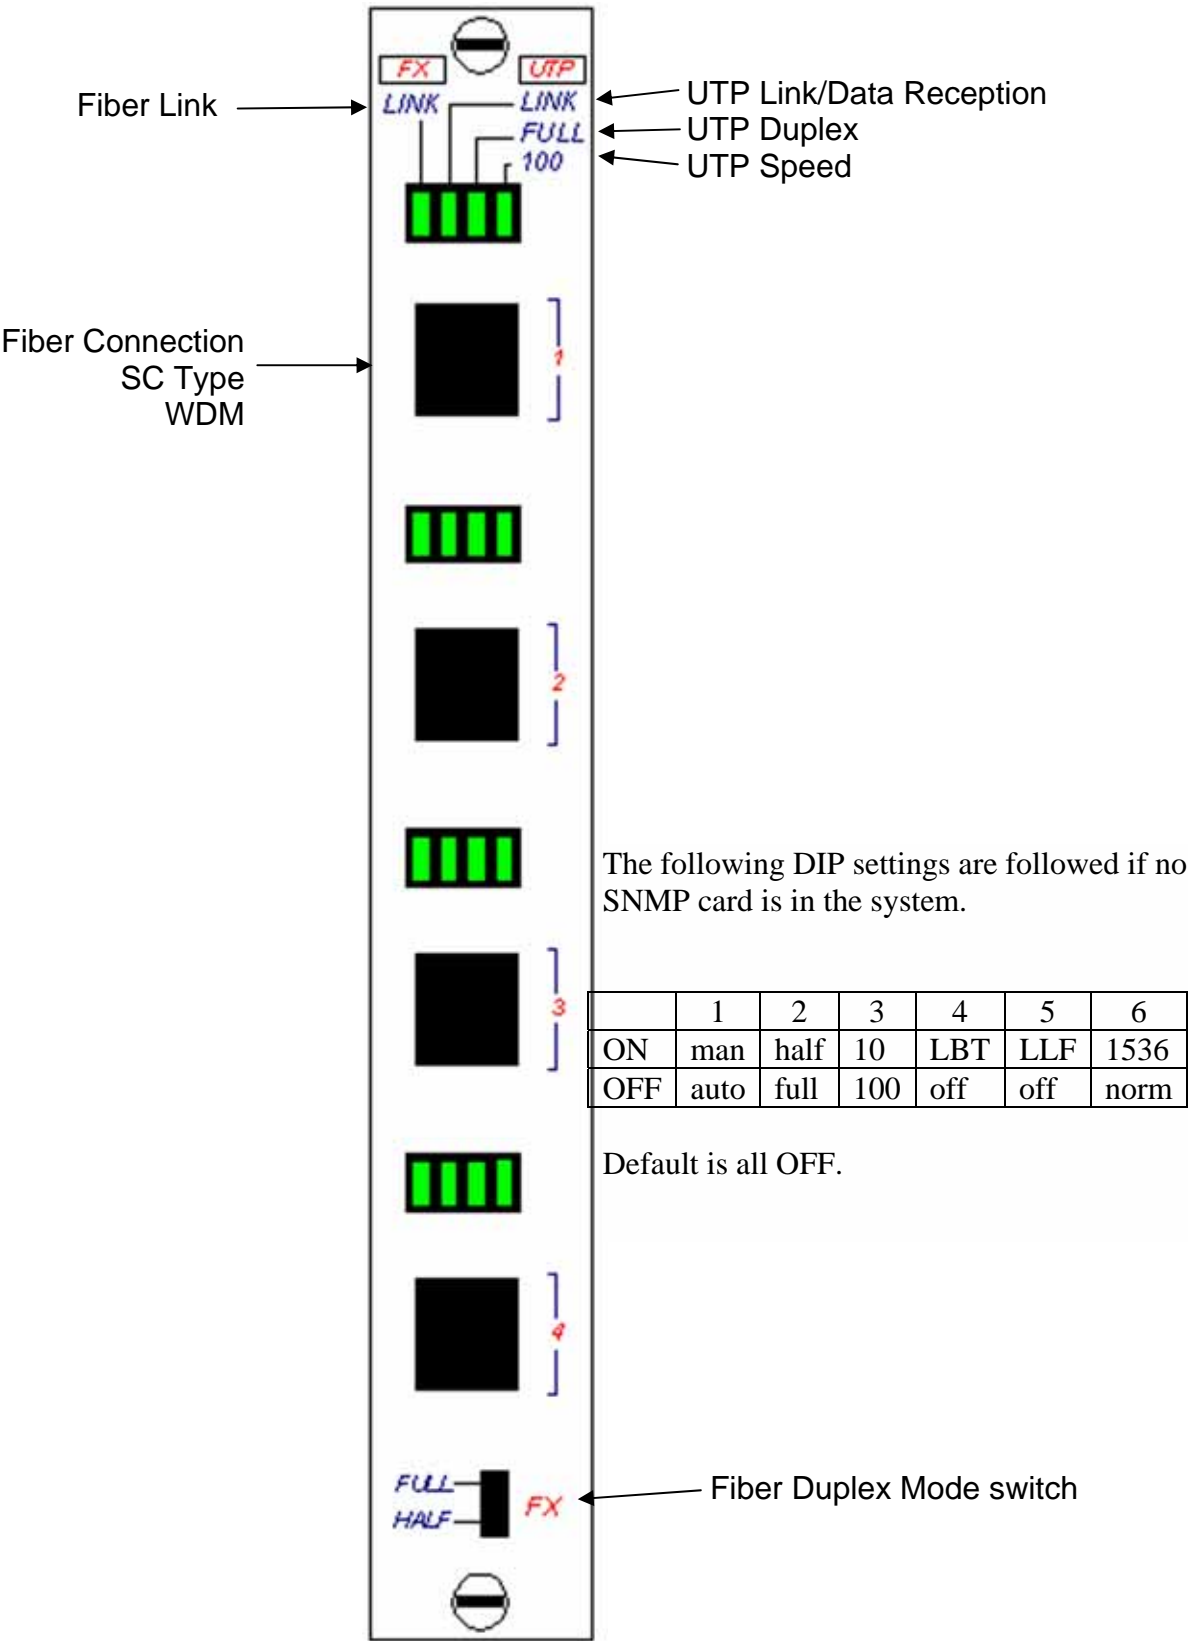 FX UTP
Fiber Link
LINK LINK
UTP Link/Data Reception
FULL
UTP Duplex
100
UTP Speed
Fiber Connection
SC Type
WDM
1
2
The following DIP settings are followed if no
SNMP card is in the system.
3
1 2 3 4 5 6
ON man half 10 LBT LLF 1536
OFF auto full 100 off off norm
Default is all OFF.
4
FULL
HALF
FX
Fiber Duplex Mode switch